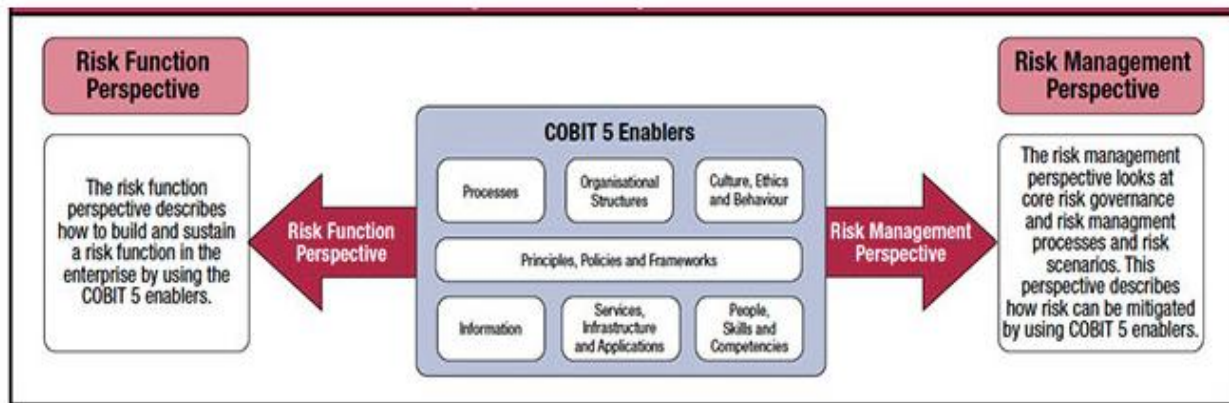 Risk Function
Perspective
The risk function
perspective describes
how to build and sustain
a risk function in the
enterprise by using the
COBIT 5 enablers.
Risk Function
Perspective
COBIT 5 Enablers
Processes
Organisational
Structures
Culture, Ethics
and Behaviour
Principles, Policies and Frameworks
Information
Services,
Infrastructure
and Applications
People,
Skills and
Competencies
Risk Management
Perspective
Risk Management
Perspective
The risk management
perspective looks at
core risk governance
and risk managment
processes and risk
scenarios. This
perspective describes
how risk can be mitigated
by using COBIT 5 enablers.